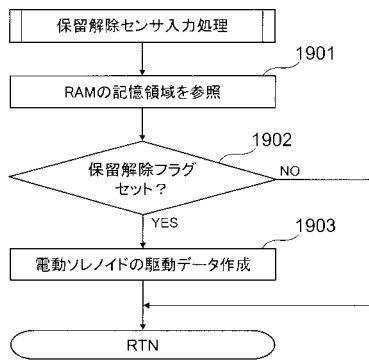 保留解除センサ入力処理
1901
RAMの記憶領域を参照
1902
保留解除フラグ
セット？
NO
YES
1903
電動ソレノイドの駆動データ作成
RTN